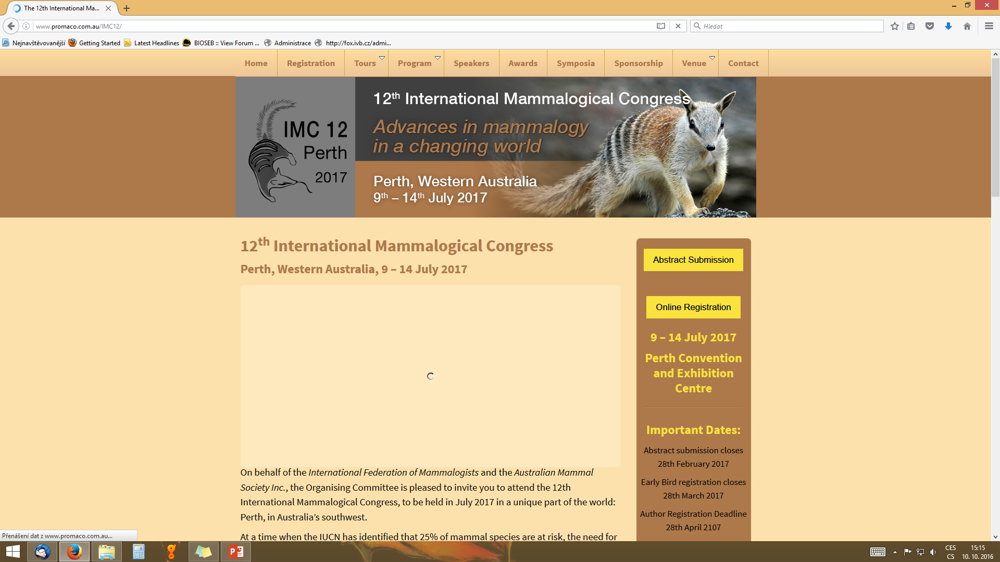 The 12th International Ma...
www.promaco.com.au/IMC12/
Hledat
Nejnavštěvovanější Getting Started Latest Headlines BIOSEB :: View Forum ... Administrace http://fox.ivb.cz/admi...
Home Registration Tours Program Speakers Awards Symposia Sponsorship Venue Contact
IMC 12
Perth
2017
12th International Mammalogical Congress
Advances in mammalogy
in a changing world
Perth, Western Australia
9th – 14th July 2017
12th International Mammalogical Congress
Perth, Western Australia, 9 – 14 July 2017
On behalf of the International Federation of Mammalogists and the Australian Mammal
Society Inc., the Organising Committee is pleased to invite you to attend the 12th
International Mammalogical Congress, to be held in July 2017 in a unique part of the world:
Perth, in Australia’s southwest.
At a time when the IUCN has identified that 25% of mammal species are at risk, the need for
Abstract Submission
Online Registration
9 – 14 July 2017
Perth Convention
and Exhibition
Centre
Important Dates:
Abstract submission closes
28th February 2017
Early Bird registration closes
28th March 2017
Author Registration Deadline
28th April 2107
Přenášení dat z www.promaco.com.au...
CES
CS
15:15
10. 10. 2016